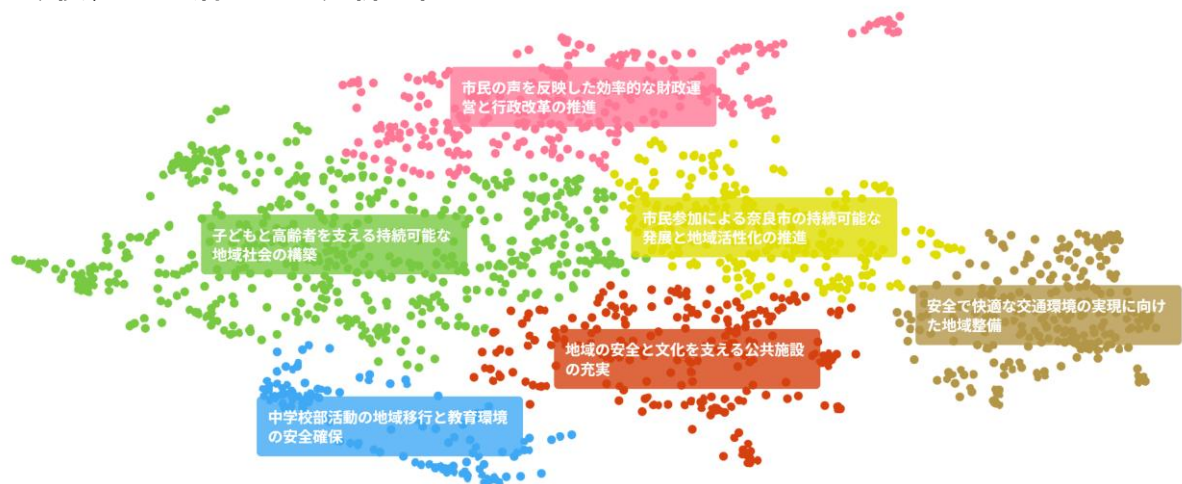 市民の声を反映した効率的な財政運
営と行政改革の推進
市民参加による奈良市の持続可能な
発展と地域活性化の推進
子どもと高齢者を支える持続可能な
地域社会の構築
安全で快適な交通環境の実現に向け
た地域整備
地域の安全と文化を支える公共施設
の充実
中学校部活動の地域移行と教育環境
の安全確保